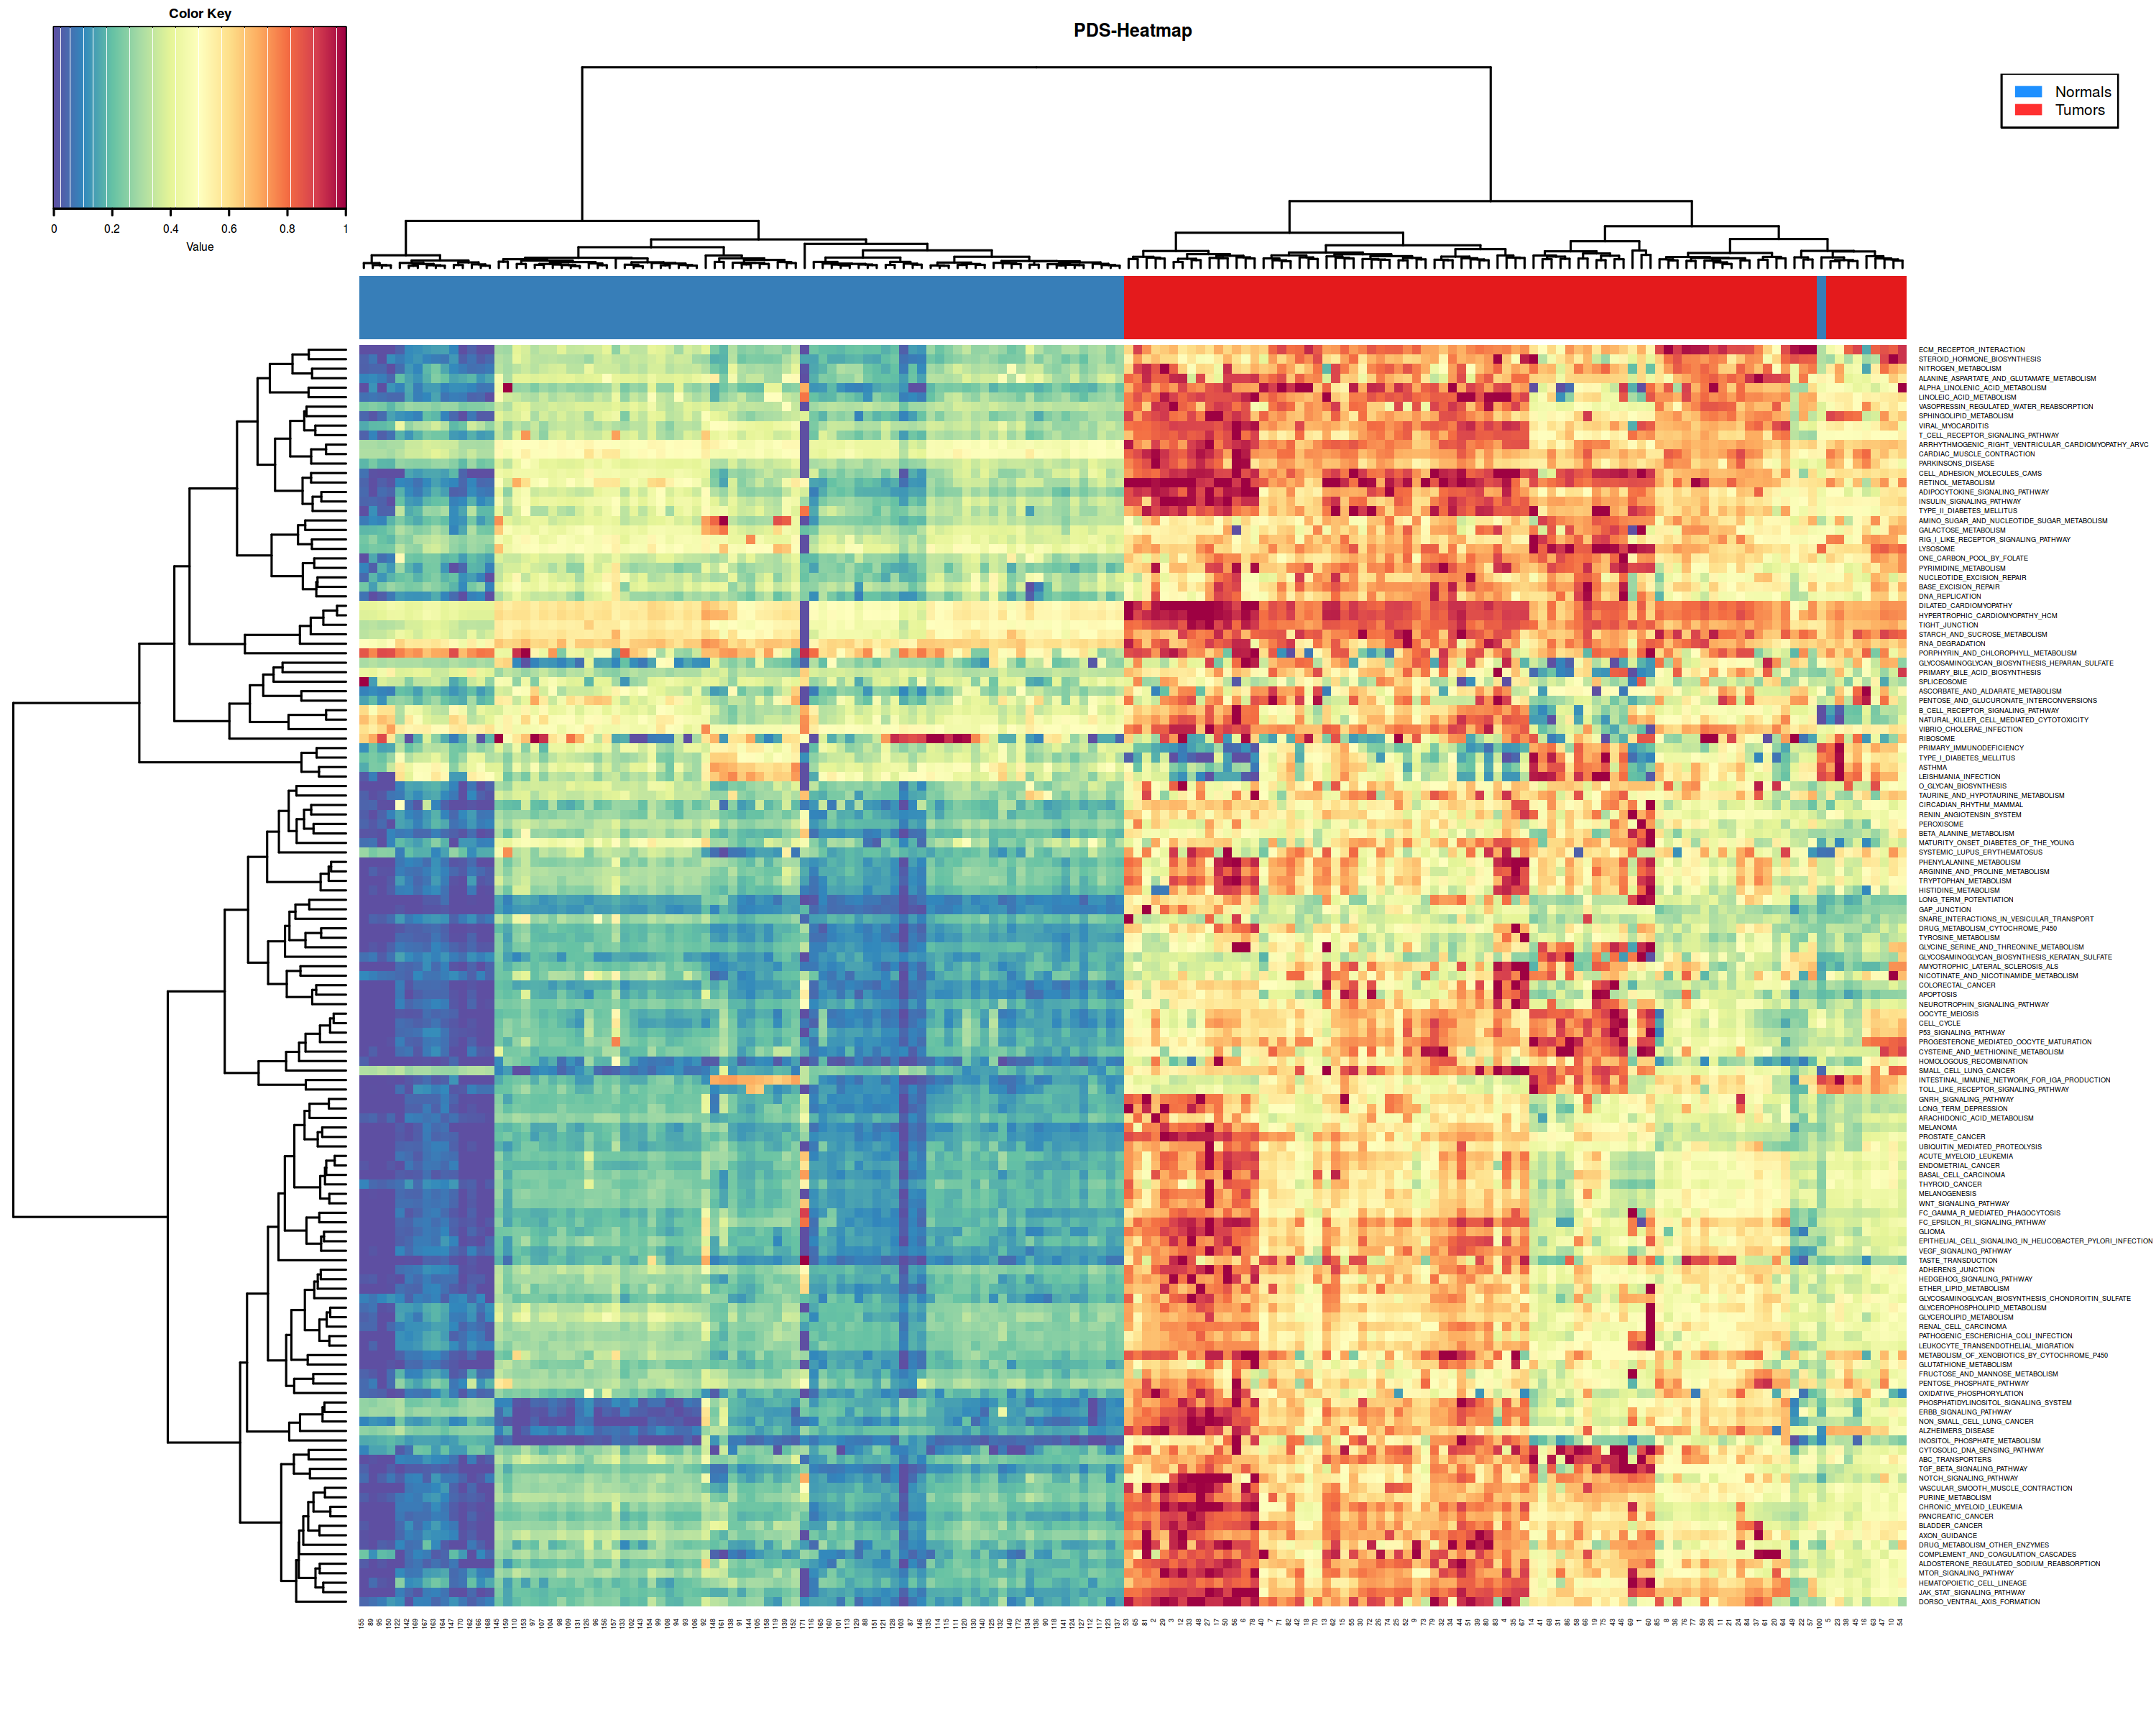 Color Key
PDS-Heatmap
Normals
Tumors
0 0.2 0.4 0.6 0.8 1
Value
ECM_RECEPTOR_INTERACTION
STEROID_HORMONE_BIOSYNTHESIS
NITROGEN_METABOLISM
ALANINE_ASPARTATE_AND_GLUTAMATE_METABOLISM
ALPHA_LINOLENIC_ACID_METABOLISM
LINOLEIC_ACID_METABOLISM
VASOPRESSIN_REGULATED_WATER_REABSORPTION
SPHINGOLIPID_METABOLISM
VIRAL_MYOCARDITIS
T_CELL_RECEPTOR_SIGNALING_PATHWAY
ARRHYTHMOGENIC_RIGHT_VENTRICULAR_CARDIOMYOPATHY_ARVC
CARDIAC_MUSCLE_CONTRACTION
PARKINSONS_DISEASE
CELL_ADHESION_MOLECULES_CAMS
RETINOL_METABOLISM
ADIPOCYTOKINE_SIGNALING_PATHWAY
INSULIN_SIGNALING_PATHWAY
TYPE_II_DIABETES_MELLITUS
AMINO_SUGAR_AND_NUCLEOTIDE_SUGAR_METABOLISM
GALACTOSE_METABOLISM
RIG_I_LIKE_RECEPTOR_SIGNALING_PATHWAY
LYSOSOME
ONE_CARBON_POOL_BY_FOLATE
PYRIMIDINE_METABOLISM
NUCLEOTIDE_EXCISION_REPAIR
BASE_EXCISION_REPAIR
DNA_REPLICATION
DILATED_CARDIOMYOPATHY
HYPERTROPHIC_CARDIOMYOPATHY_HCM
TIGHT_JUNCTION
STARCH_AND_SUCROSE_METABOLISM
RNA_DEGRADATION
PORPHYRIN_AND_CHLOROPHYLL_METABOLISM
GLYCOSAMINOGLYCAN_BIOSYNTHESIS_HEPARAN_SULFATE
PRIMARY_BILE_ACID_BIOSYNTHESIS
SPLICEOSOME
ASCORBATE_AND_ALDARATE_METABOLISM
PENTOSE_AND_GLUCURONATE_INTERCONVERSIONS
B_CELL_RECEPTOR_SIGNALING_PATHWAY
NATURAL_KILLER_CELL_MEDIATED_CYTOTOXICITY
VIBRIO_CHOLERAE_INFECTION
RIBOSOME
PRIMARY_IMMUNODEFICIENCY
TYPE_I_DIABETES_MELLITUS
ASTHMA
LEISHMANIA_INFECTION
O_GLYCAN_BIOSYNTHESIS
TAURINE_AND_HYPOTAURINE_METABOLISM
CIRCADIAN_RHYTHM_MAMMAL
RENIN_ANGIOTENSIN_SYSTEM
PEROXISOME
BETA_ALANINE_METABOLISM
MATURITY_ONSET_DIABETES_OF_THE_YOUNG
SYSTEMIC_LUPUS_ERYTHEMATOSUS
PHENYLALANINE_METABOLISM
ARGININE_AND_PROLINE_METABOLISM
TRYPTOPHAN_METABOLISM
HISTIDINE_METABOLISM
LONG_TERM_POTENTIATION
GAP_JUNCTION
SNARE_INTERACTIONS_IN_VESICULAR_TRANSPORT
DRUG_METABOLISM_CYTOCHROME_P450
TYROSINE_METABOLISM
GLYCINE_SERINE_AND_THREONINE_METABOLISM
GLYCOSAMINOGLYCAN_BIOSYNTHESIS_KERATAN_SULFATE
AMYOTROPHIC_LATERAL_SCLEROSIS_ALS
NICOTINATE_AND_NICOTINAMIDE_METABOLISM
COLORECTAL_CANCER
APOPTOSIS
NEUROTROPHIN_SIGNALING_PATHWAY
OOCYTE_MEIOSIS
CELL_CYCLE
P53_SIGNALING_PATHWAY
PROGESTERONE_MEDIATED_OOCYTE_MATURATION
CYSTEINE_AND_METHIONINE_METABOLISM
HOMOLOGOUS_RECOMBINATION
SMALL_CELL_LUNG_CANCER
INTESTINAL_IMMUNE_NETWORK_FOR_IGA_PRODUCTION
TOLL_LIKE_RECEPTOR_SIGNALING_PATHWAY
GNRH_SIGNALING_PATHWAY
LONG_TERM_DEPRESSION
ARACHIDONIC_ACID_METABOLISM
MELANOMA
PROSTATE_CANCER
UBIQUITIN_MEDIATED_PROTEOLYSIS
ACUTE_MYELOID_LEUKEMIA
ENDOMETRIAL_CANCER
BASAL_CELL_CARCINOMA
THYROID_CANCER
MELANOGENESIS
WNT_SIGNALING_PATHWAY
FC_GAMMA_R_MEDIATED_PHAGOCYTOSIS
FC_EPSILON_RI_SIGNALING_PATHWAY
GLIOMA
EPITHELIAL_CELL_SIGNALING_IN_HELICOBACTER_PYLORI_INFECTION
VEGF_SIGNALING_PATHWAY
TASTE_TRANSDUCTION
ADHERENS_JUNCTION
HEDGEHOG_SIGNALING_PATHWAY
ETHER_LIPID_METABOLISM
GLYCOSAMINOGLYCAN_BIOSYNTHESIS_CHONDROITIN_SULFATE
GLYCEROPHOSPHOLIPID_METABOLISM
GLYCEROLIPID_METABOLISM
RENAL_CELL_CARCINOMA
PATHOGENIC_ESCHERICHIA_COLI_INFECTION
LEUKOCYTE_TRANSENDOTHELIAL_MIGRATION
METABOLISM_OF_XENOBIOTICS_BY_CYTOCHROME_P450
GLUTATHIONE_METABOLISM
FRUCTOSE_AND_MANNOSE_METABOLISM
PENTOSE_PHOSPHATE_PATHWAY
OXIDATIVE_PHOSPHORYLATION
PHOSPHATIDYLINOSITOL_SIGNALING_SYSTEM
ERBB_SIGNALING_PATHWAY
NON_SMALL_CELL_LUNG_CANCER
ALZHEIMERS_DISEASE
INOSITOL_PHOSPHATE_METABOLISM
CYTOSOLIC_DNA_SENSING_PATHWAY
ABC_TRANSPORTERS
TGF_BETA_SIGNALING_PATHWAY
NOTCH_SIGNALING_PATHWAY
VASCULAR_SMOOTH_MUSCLE_CONTRACTION
PURINE_METABOLISM
CHRONIC_MYELOID_LEUKEMIA
PANCREATIC_CANCER
BLADDER_CANCER
AXON_GUIDANCE
DRUG_METABOLISM_OTHER_ENZYMES
COMPLEMENT_AND_COAGULATION_CASCADES
ALDOSTERONE_REGULATED_SODIUM_REABSORPTION
MTOR_SIGNALING_PATHWAY
HEMATOPOIETIC_CELL_LINEAGE
JAK_STAT_SIGNALING_PATHWAY
DORSO_VENTRAL_AXIS_FORMATION